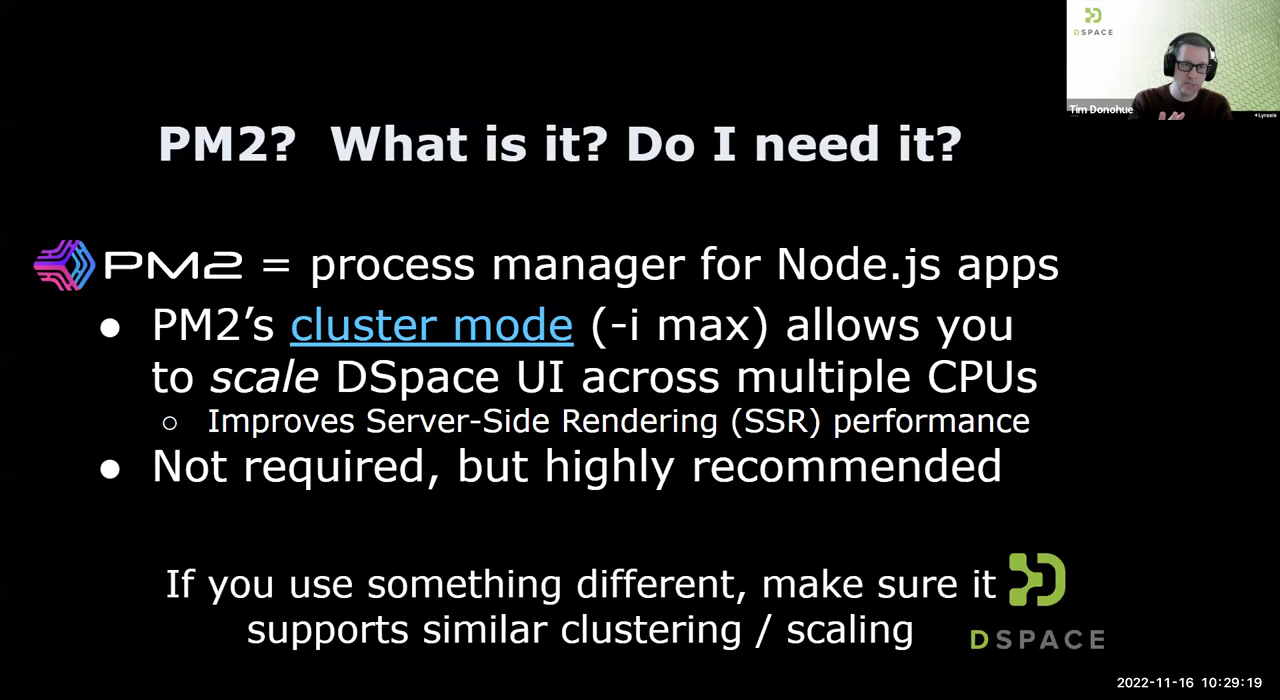 DSPACE
Tim Donohue
Lyrasis
PM2? What is it? Do I need it?
PM2 = process manager for Node.js apps
● PM2’s cluster mode (-i max) allows you
to scale DSpace UI across multiple CPUs
○ Improves Server-Side Rendering (SSR) performance
● Not required, but highly recommended
If you use something different, make sure it
supports similar clustering / scaling
DSPACE
2022-11-16 10:29:19